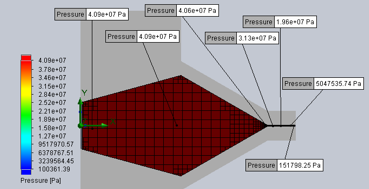 Pressure 4.09e+07 Pa
Pressure 4.06e+07 Pa
Pressure 1.96e+07 Pa
Pressure 4.09e+07 Pa
Pressure 3.13e+07 Pa
Pressure 5047535.74 Pa
Pressure 151798.25 Pa
4.09e+07
3.78e+07
3.46e+07
3.15e+07
2.84e+07
2.52e+07
2.21e+07
1.90e+07
1.58e+07
1.27e+07
9517970.57
6378767.51
3239564.45
100361.39
Pressure [Pa]
Y